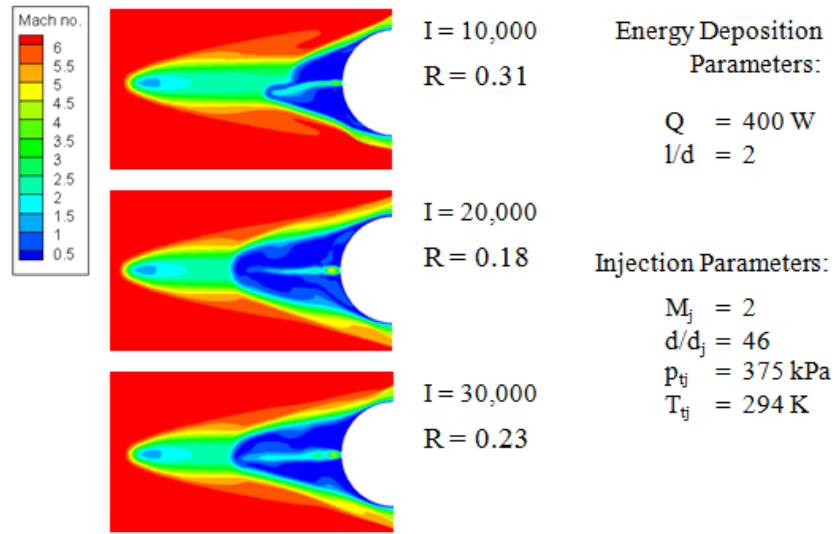 Mach no.
6
5.5
5
4.5
4
3.5
3
2.5
2
1.5
1
0.5
I = 10,000
R = 0.31
I = 20,000
R = 0.18
I = 30,000
R = 0.23
Energy Deposition
Parameters:
Q = 400 W
l/d = 2
Injection Parameters:
Mj = 2
d/dj = 46
ptj = 375 kPa
Ttj = 294 K